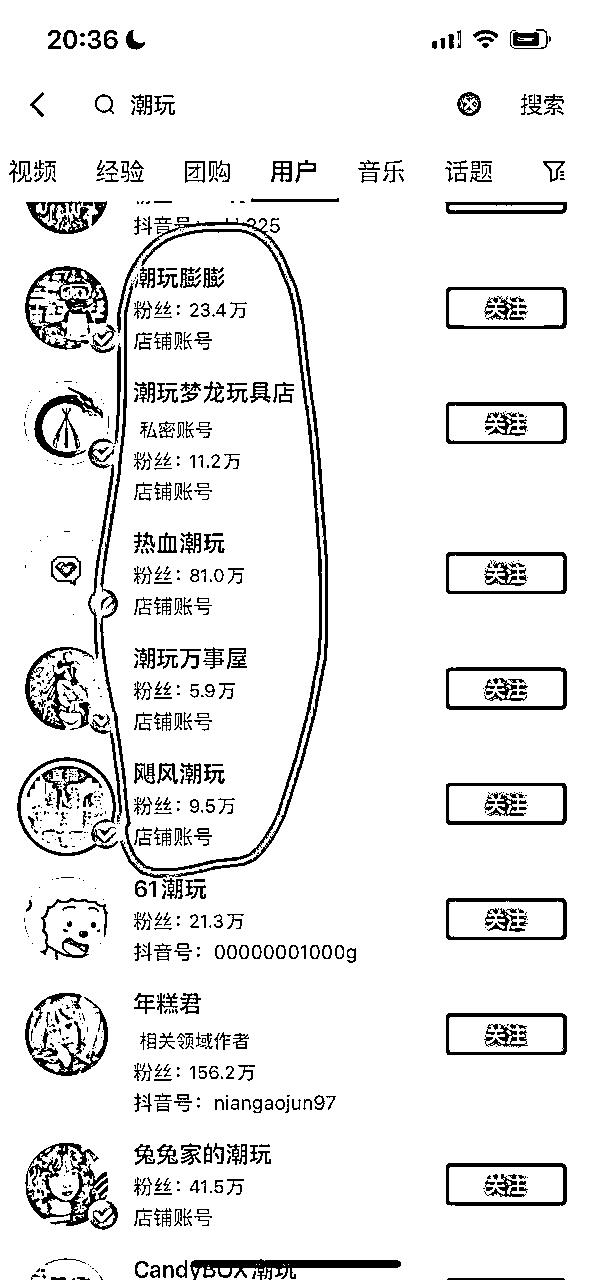 20:36
潮玩
搜索
视频 经验 团购 用户 音乐 话题
抖音号：
225
潮玩膨膨
粉丝：23.4万
关注
店铺账号
潮玩梦龙玩具店
私密账号
关注
粉丝：11.2万
店铺账号
热血潮玩
粉丝：81.0万
关注
店铺账号
潮玩万事屋
粉丝：5.9万
关注
店铺账号
飓风潮玩
粉丝：9.5万
关注
店铺账号
61潮玩
粉丝：21.3万
关注
抖音号：00000001000g
年糕君
相关领域作者
关注
粉丝：156.2万
抖音号：niangaojun97
兔兔家的潮玩
粉丝：41.5万
关注
店铺账号
CandyBOX潮玩